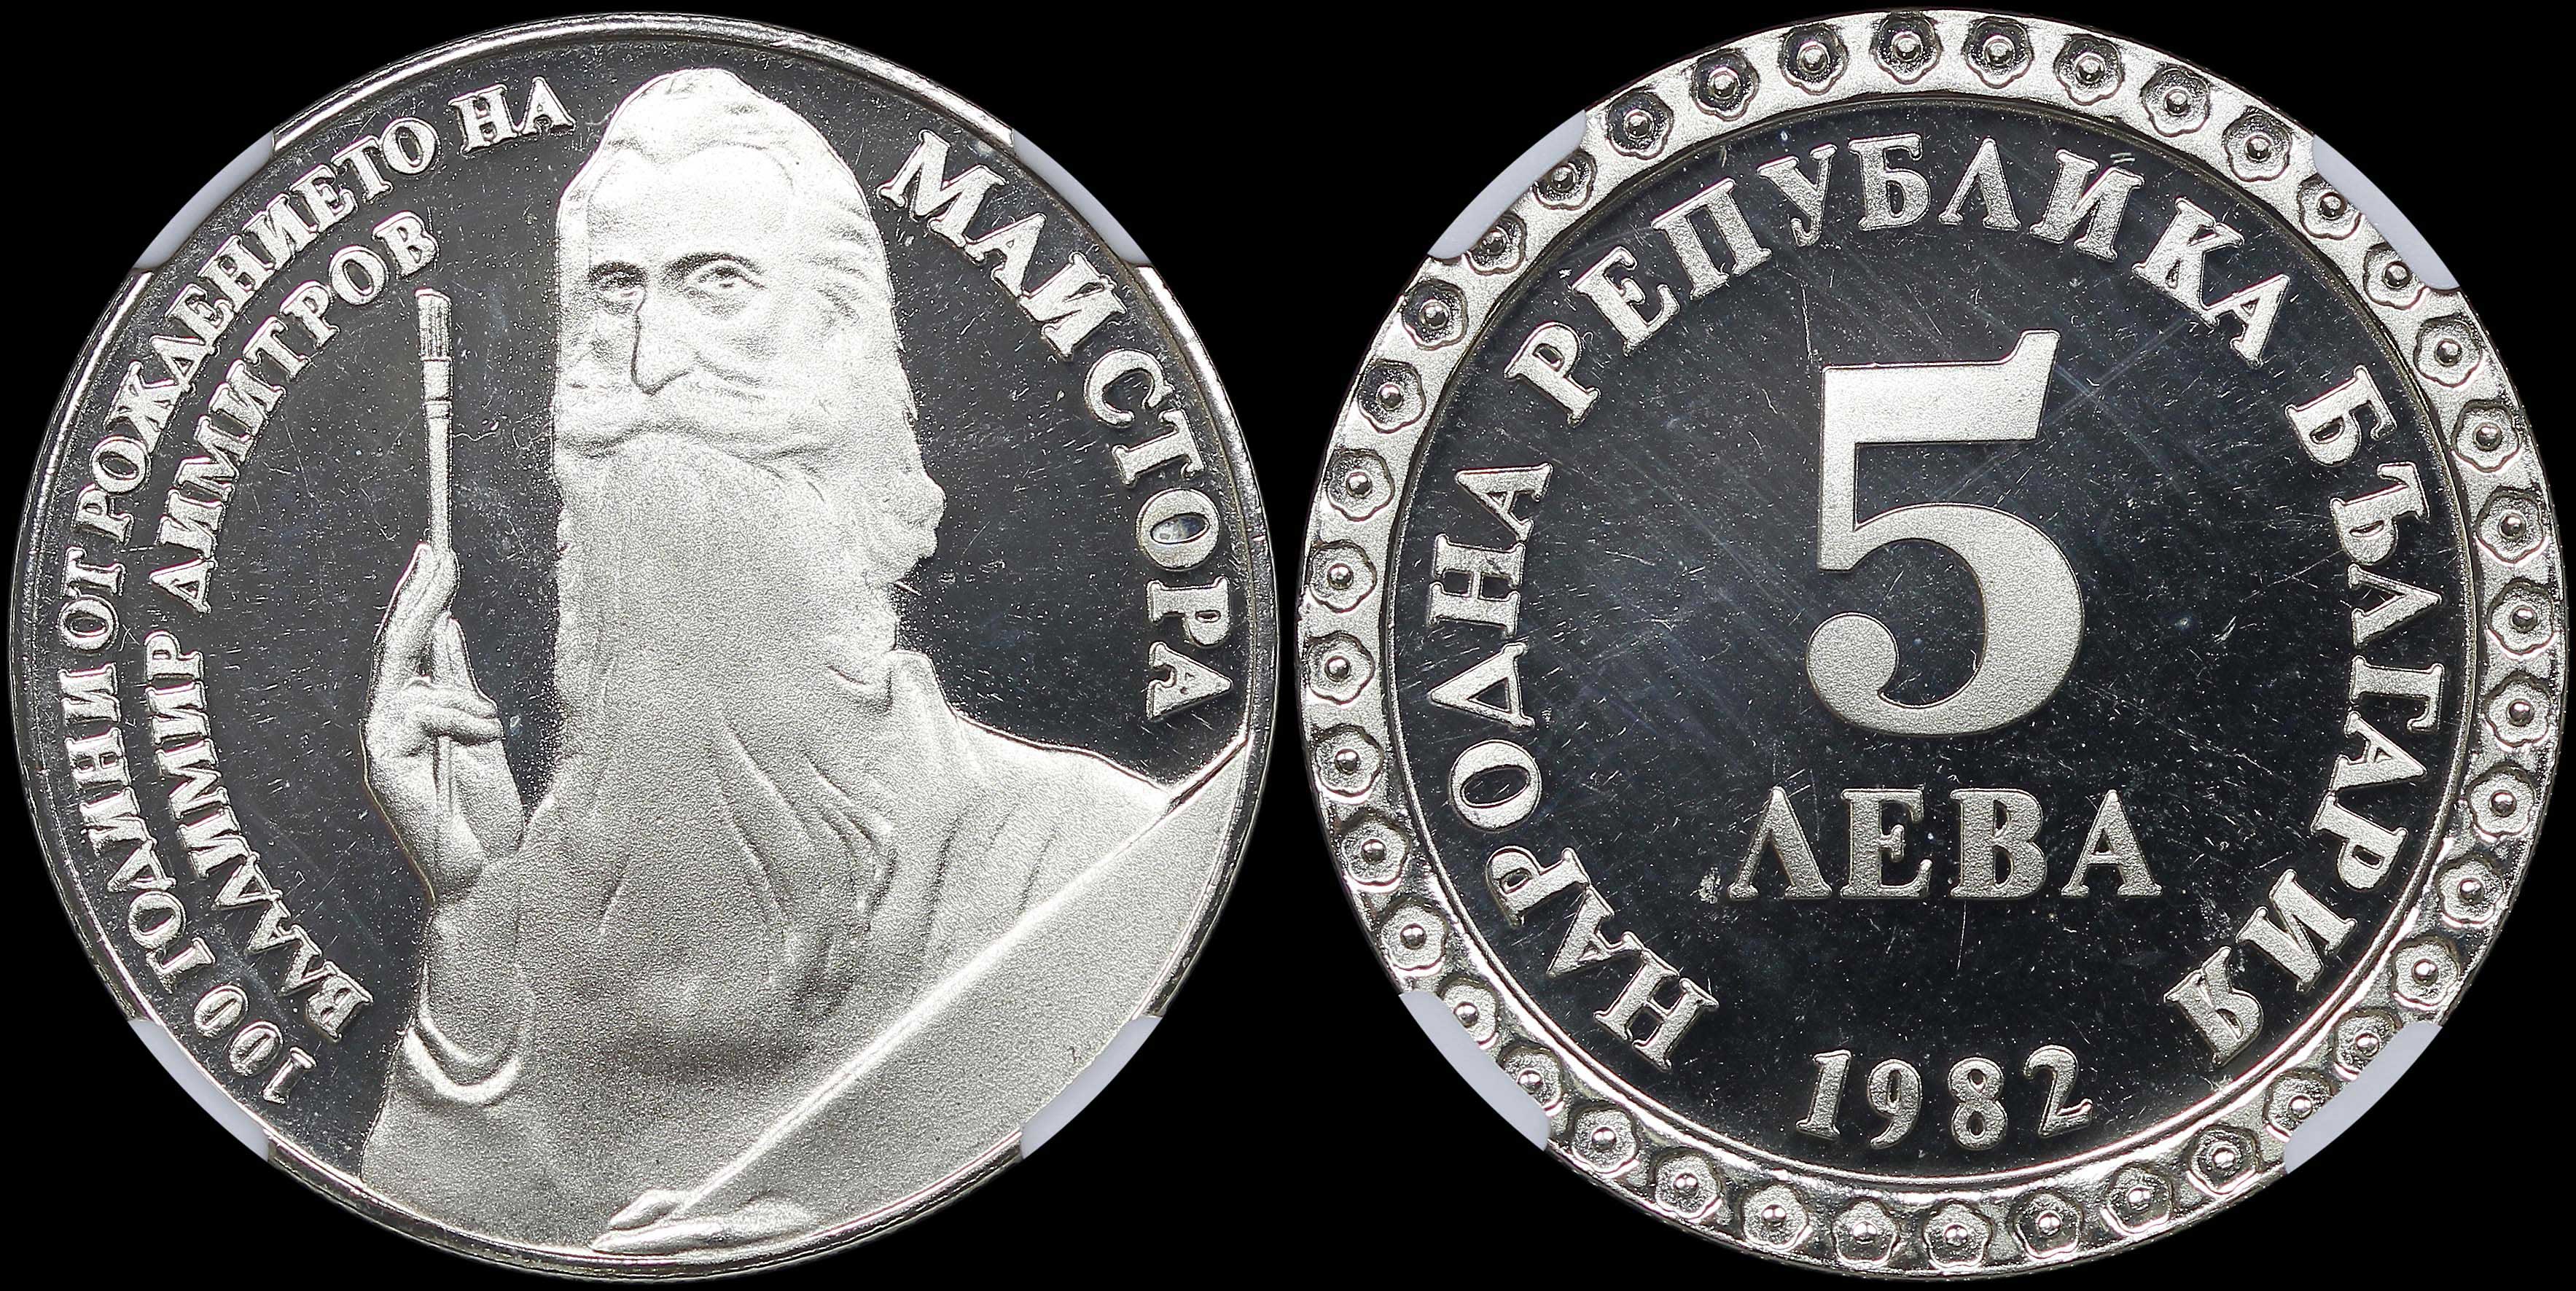 100 ГОДИНИ ОТ РОЖДЕНИЕТО НА
ВЛАДИМИР ДИМИТРОВ
МАЙСТОРА
НАРОДНА РЕПУБЛИКА БЪЛГАРИЯ
5
ЛЕВА
1982